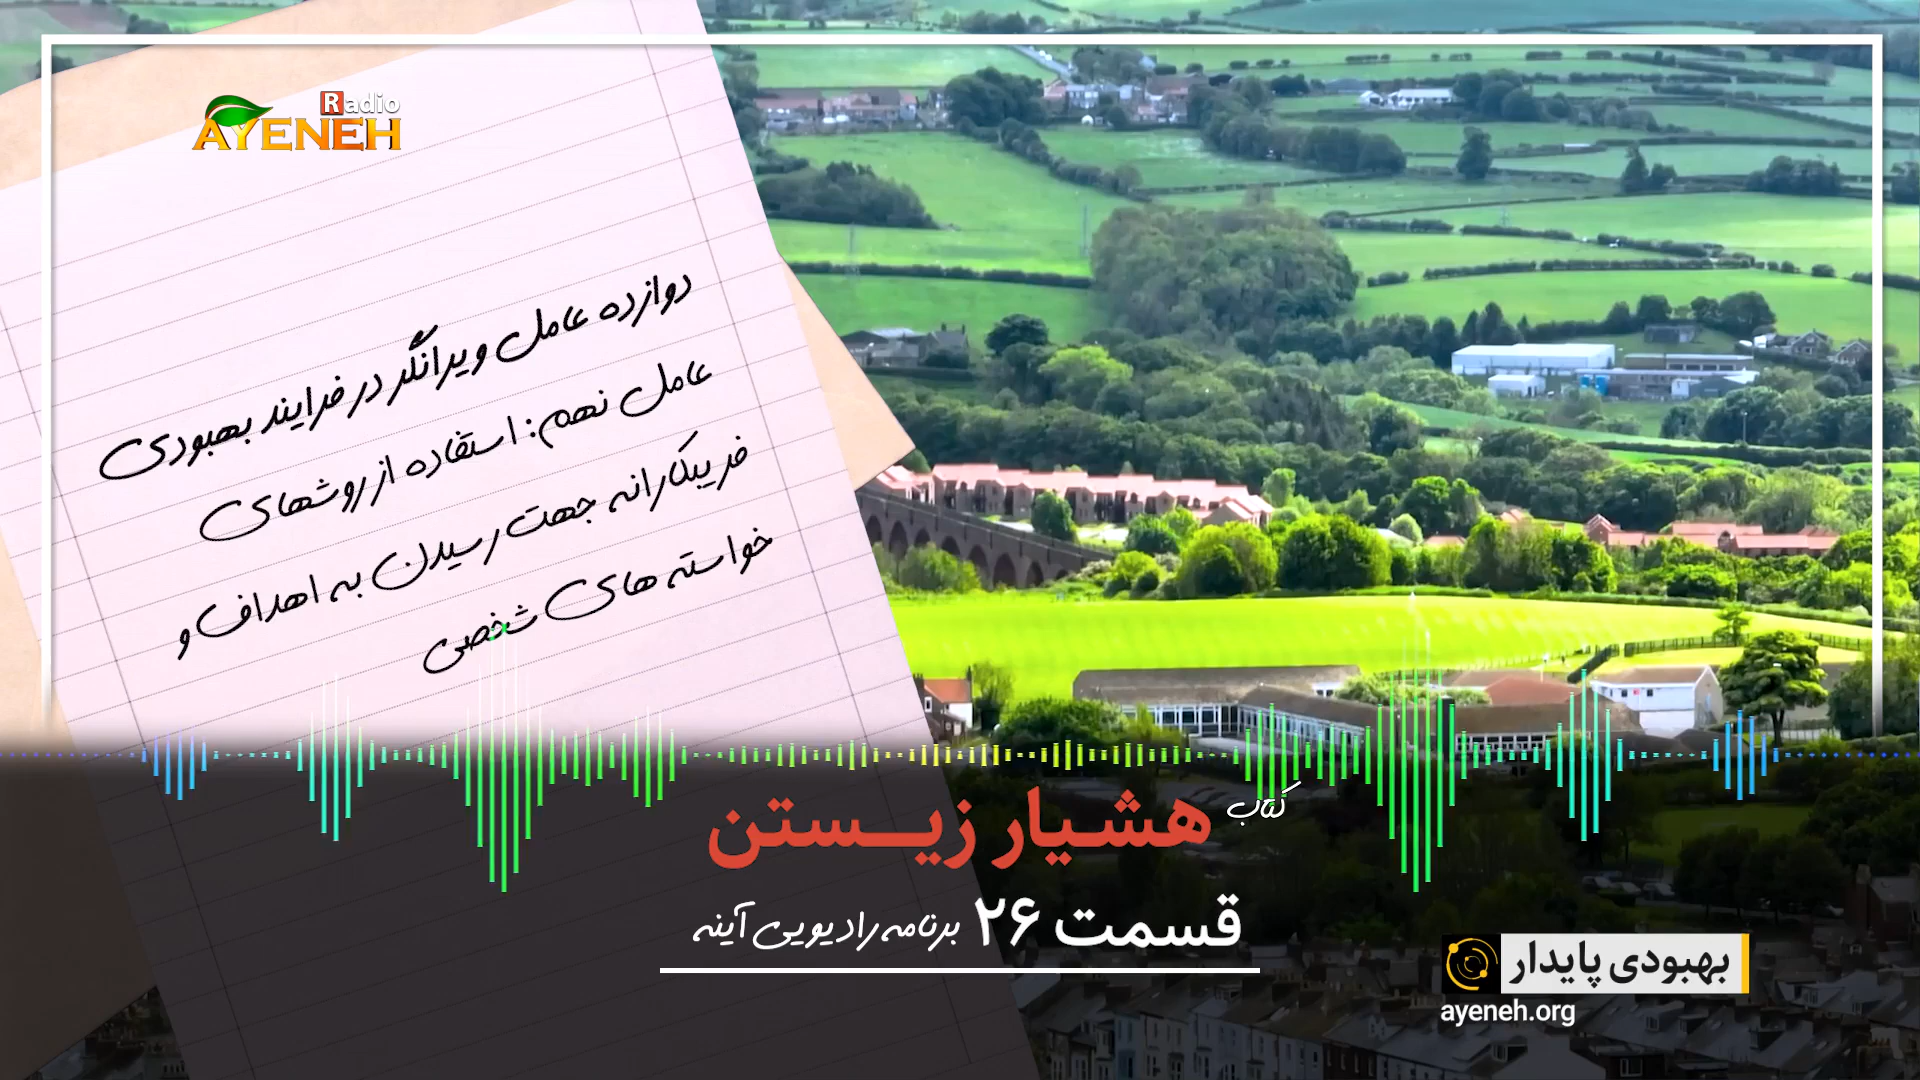 Radio
AYENEH
دوازده عامل ویرانگر در فرایند بهبودی
عامل نهم: استفاده از روشهای
فریبکارانه جهت رسیدن به اهداف و
خواسته های شخصی
کتاب هشیار زیستن
قسمت ۲۶ برنامه رادیویی آینه
بهبودی پایدار
ayeneh.org